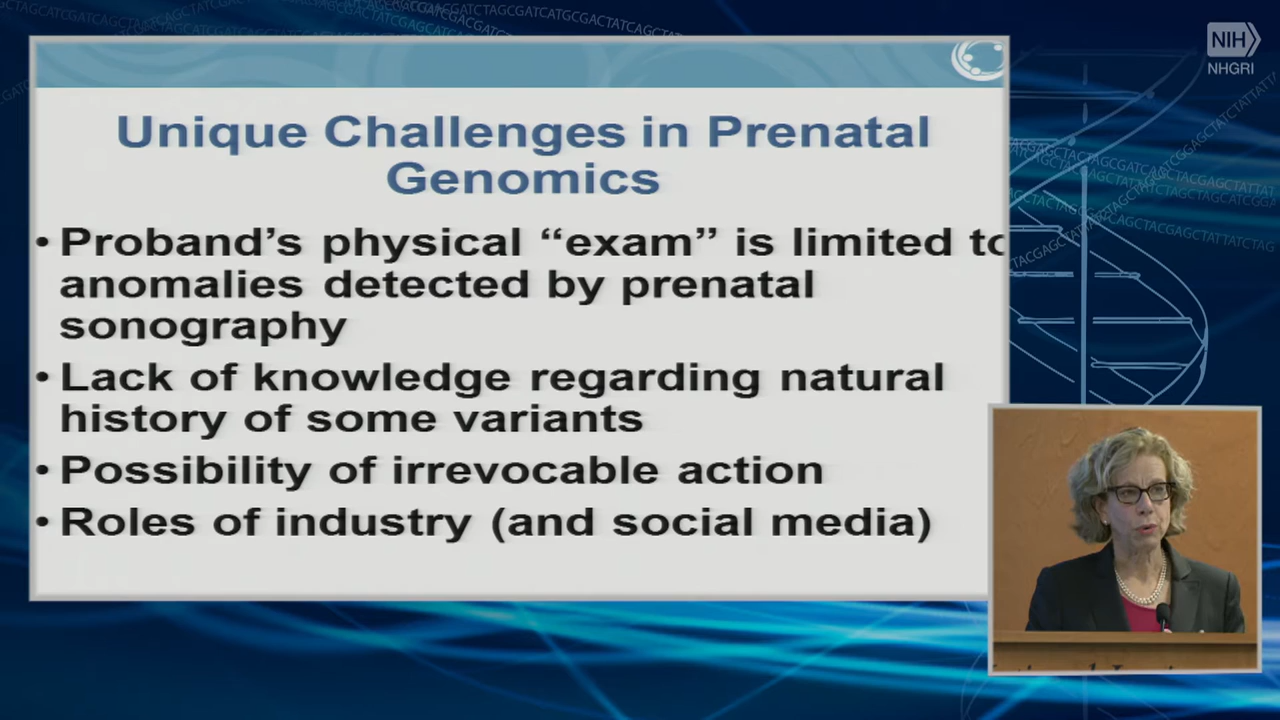 NIH
NHGRI
Unique Challenges in Prenatal
Genomics
• Proband’s physical “exam” is limited to
anomalies detected by prenatal
sonography
• Lack of knowledge regarding natural
history of some variants
• Possibility of irrevocable action
• Roles of industry (and social media)